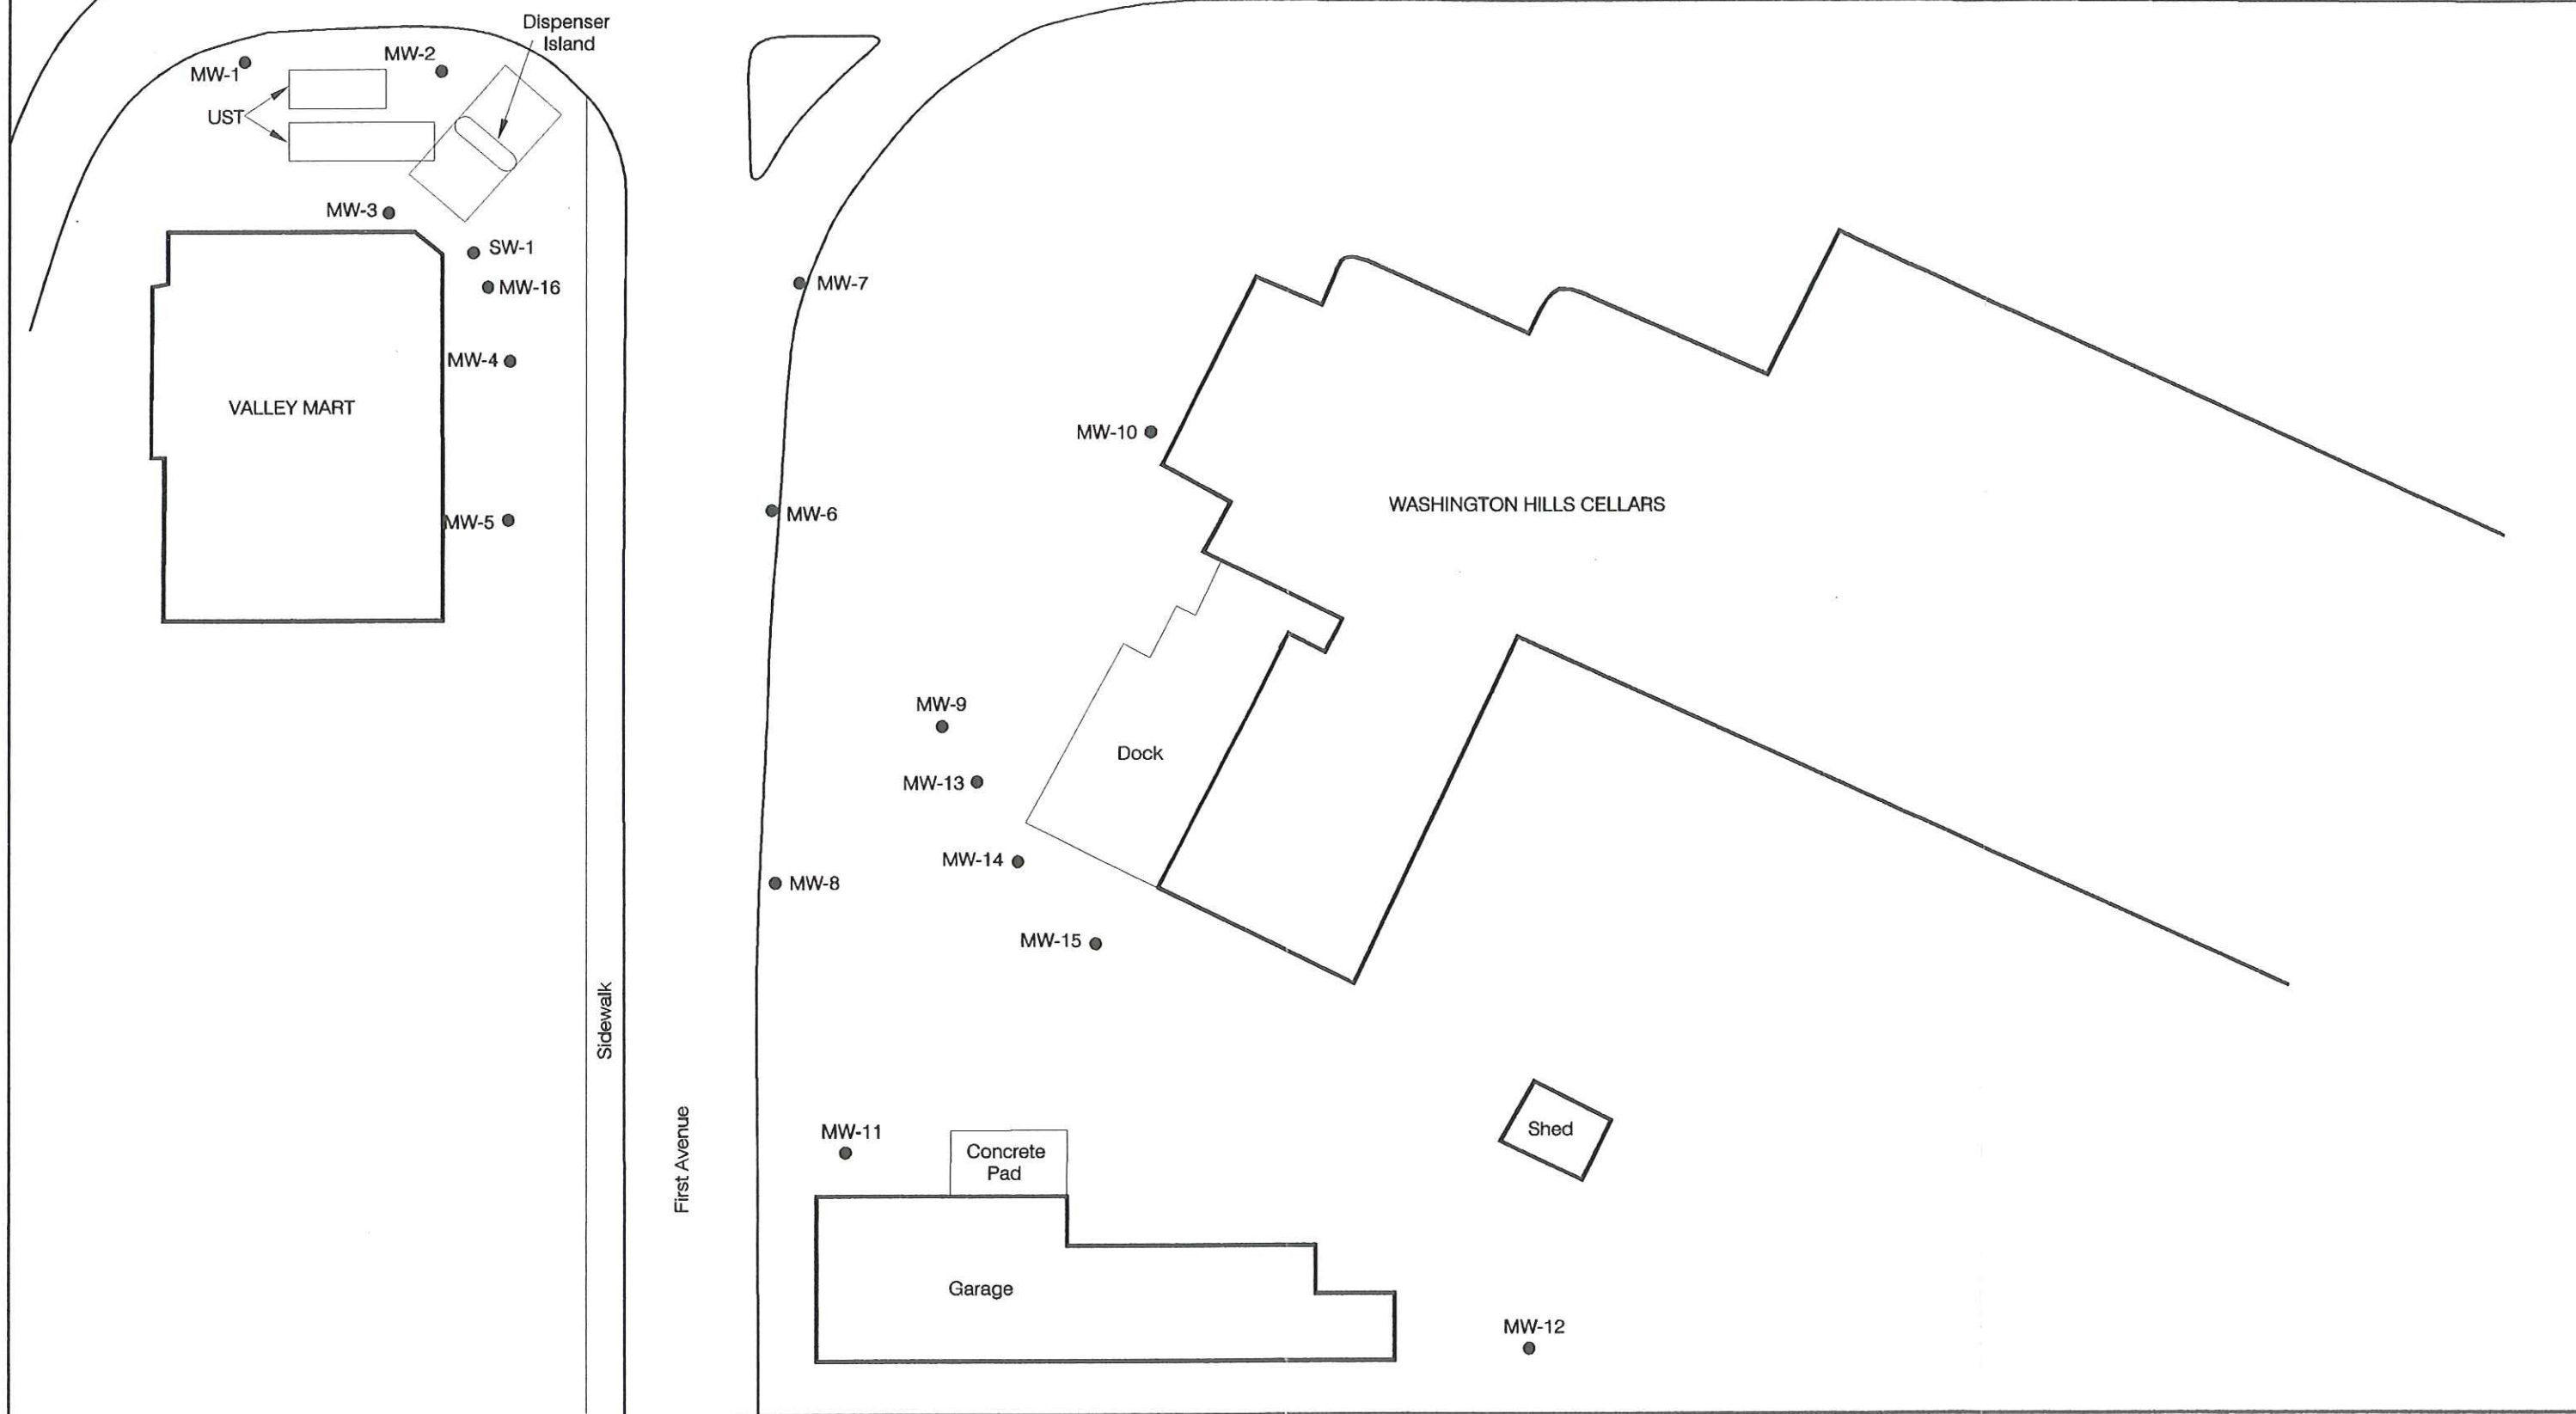 Dispenser
Island
MW-2
MW-1
UST
MW-3
SW-1
MW-16
MW-7
MW-4
VALLEY MART
MW-10
WASHINGTON HILLS CELLARS
MW-6
MW-5
MW-9
Dock
MW-13
MW-14
MW-8
MW-15
Sidewalk
First Avenue
MW-11
Concrete
Pad
Shed
Garage
MW-12